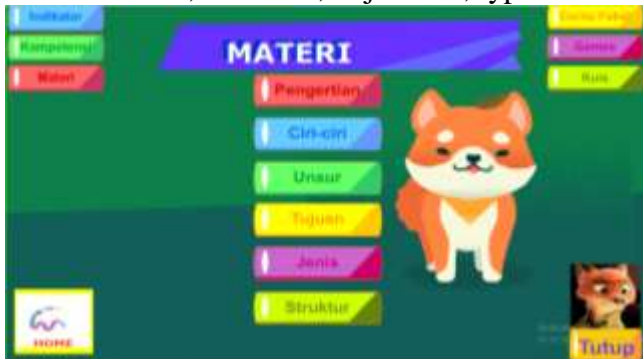 Indikator
Kompetensi
Materi
MATERI
Pengertian
Ciri-ciri
Unsur
Tujuan
Jenis
Struktur
Games
Kuis
HOME
Tutup